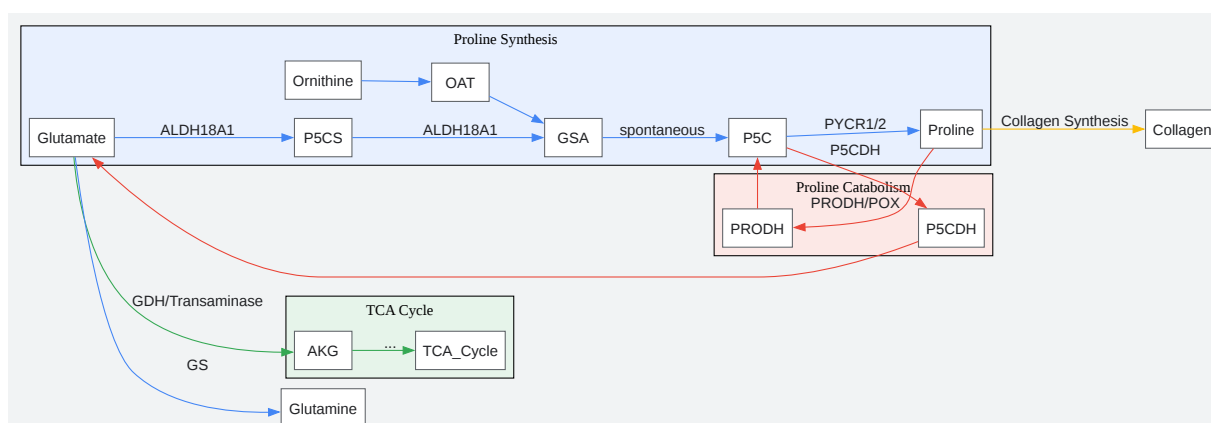 Proline Synthesis
Ornithine
OAT
Glutamate
ALDH18A1
P5CS
ALDH18A1
GSA
spontaneous
P5C
PYCR1/2
P5CDH
Proline
Collagen Synthesis
Collagen
Proline Catabolism
PRODH/POX
PRODH
P5CDH
GDH/Transaminase
TCA Cycle
AKG
...
TCA_Cycle
GS
Glutamine